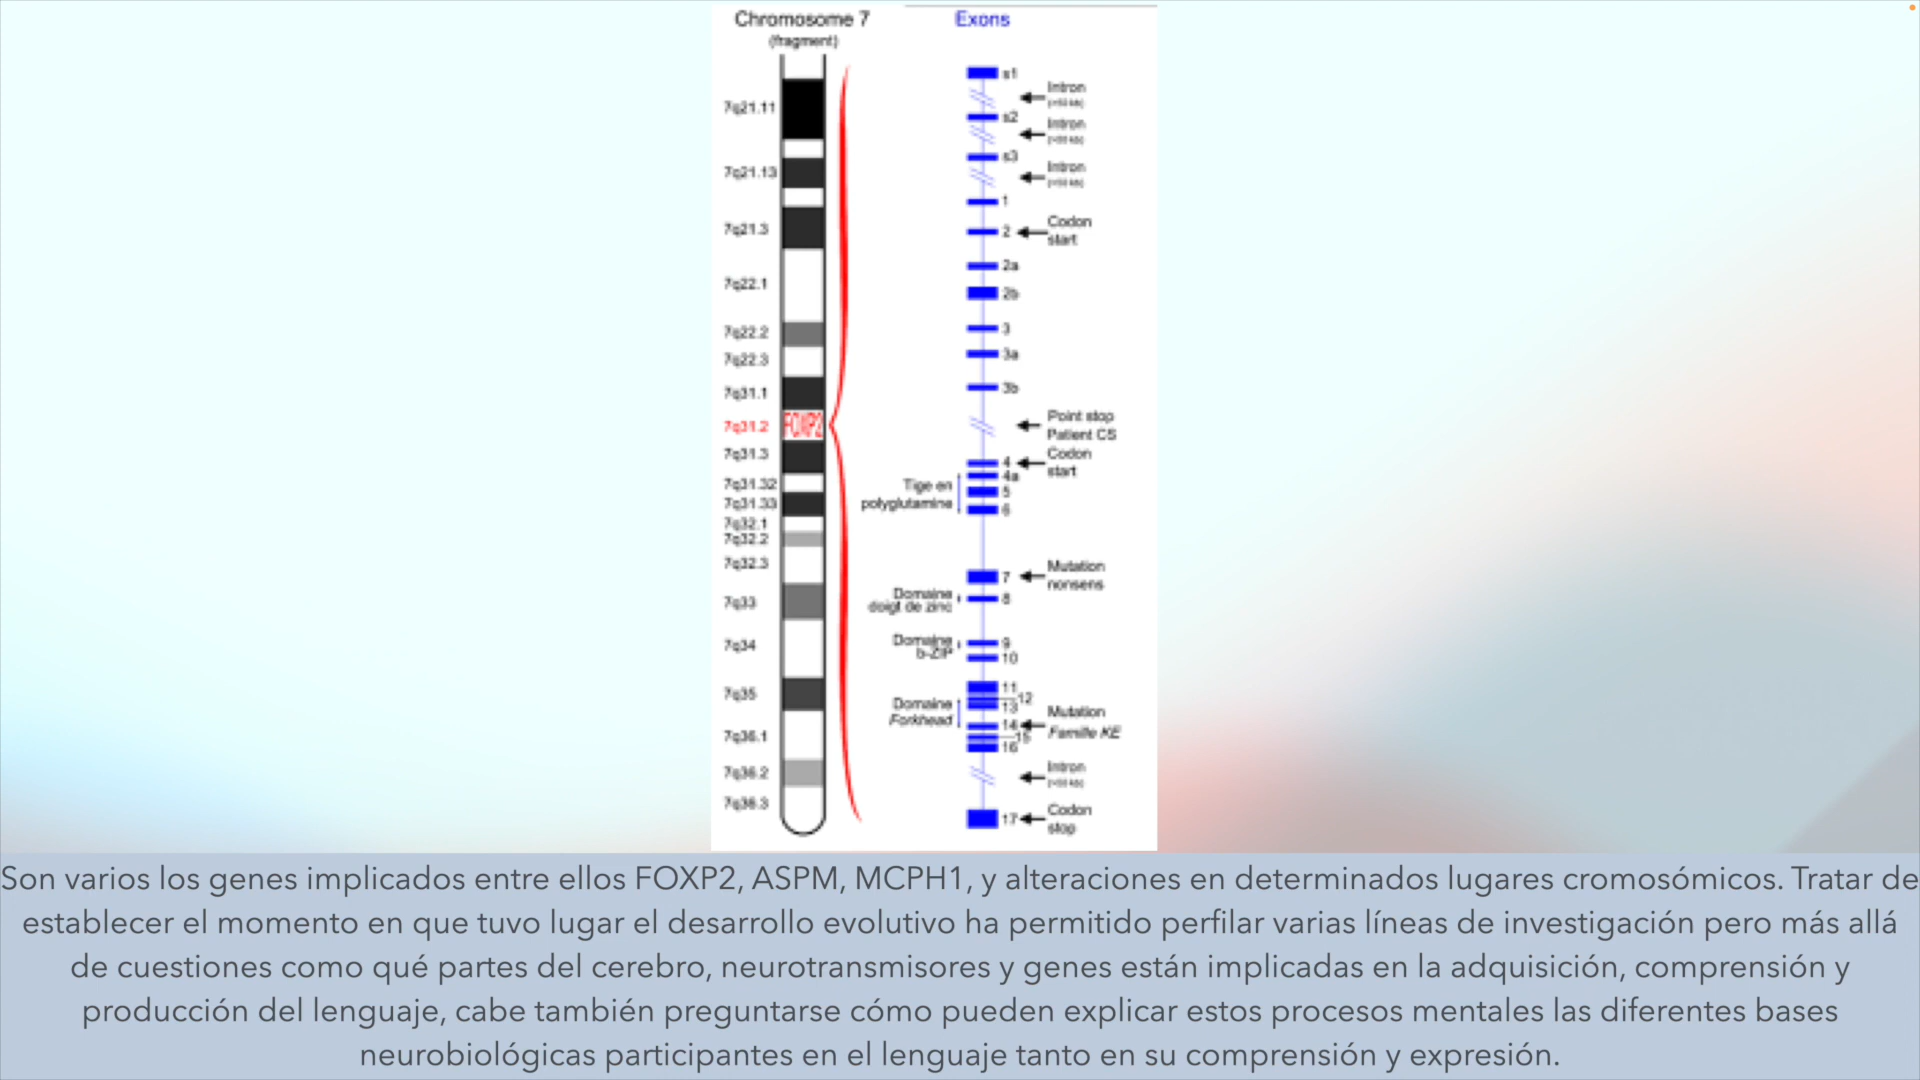 Chromosome 7
(fragment)
7q21.11
7q21.13
7q21.3
7q22.1
7q22.2
7q22.3
7q31.1
7q31.2
FOXP2
7q31.3
7q31.32
7q31.33
7q32.1
7q32.2
7q32.3
7q33
7q34
7q35
7q36.1
7q36.2
7q36.3
Exons
s1
Intron
s2
Intron
s3
Intron
1
2
Codon
start
2a
2b
3
3a
3b
Point stop
Patient CS
4
Codon
start
4a
Tige en
polyglutamine
5
6
7
Mutation
nonsens
Domaine
doigt de zinc
8
Domaine
b-ZIP
9
10
11
12
13
Domaine
Forkhead
14
Mutation
Famille KE
15
16
Intron
17
Codon
stop
Son varios los genes implicados entre ellos FOXP2, ASPM, MCPH1, y alteraciones en determinados lugares cromosómicos. Tratar de
establecer el momento en que tuvo lugar el desarrollo evolutivo ha permitido perfilar varias líneas de investigación pero más allá
de cuestiones como qué partes del cerebro, neurotransmisores y genes están implicadas en la adquisición, comprensión y
producción del lenguaje, cabe también preguntarse cómo pueden explicar estos procesos mentales las diferentes bases
neurobiológicas participantes en el lenguaje tanto en su comprensión y expresión.